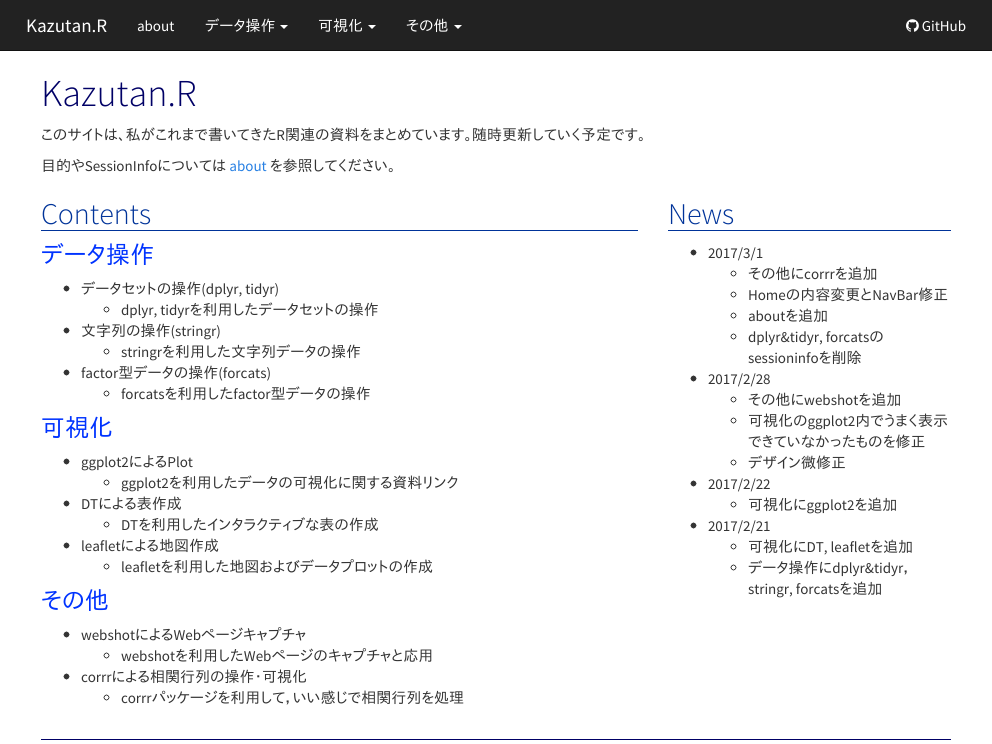 Kazutan.R about データ操作 可視化 その他 GitHub
Kazutan.R
このサイトは、私がこれまで書いてきたR関連の資料をまとめています。随時更新していく予定です。
目的やSessionInfoについては about を参照してください。
Contents
データ操作
データセットの操作(dplyr, tidyr)
dplyr, tidyrを利用したデータセットの操作
文字列の操作(stringr)
stringrを利用した文字列データの操作
factor型データの操作(forcats)
forcatsを利用したfactor型データの操作
可視化
ggplot2によるPlot
ggplot2を利用したデータの可視化に関する資料リンク
DTによる表作成
DTを利用したインタラクティブな表の作成
leafletによる地図作成
leafletを利用した地図およびデータプロットの作成
その他
webshotによるWebページキャプチャ
webshotを利用したWebページのキャプチャと応用
corrrによる相関行列の操作・可視化
corrrパッケージを利用して，いい感じで相関行列を処理
News
2017/3/1
その他にcorrrを追加
Homeの内容変更とNavBar修正
aboutを追加
dplyr&tidyr, forcatsの
sessioninfoを削除
2017/2/28
その他にwebshotを追加
可視化のggplot2内でうまく表示
できていなかったものを修正
デザイン微修正
2017/2/22
可視化にggplot2を追加
2017/2/21
可視化にDT, leafletを追加
データ操作にdplyr&tidyr，
stringr, forcatsを追加